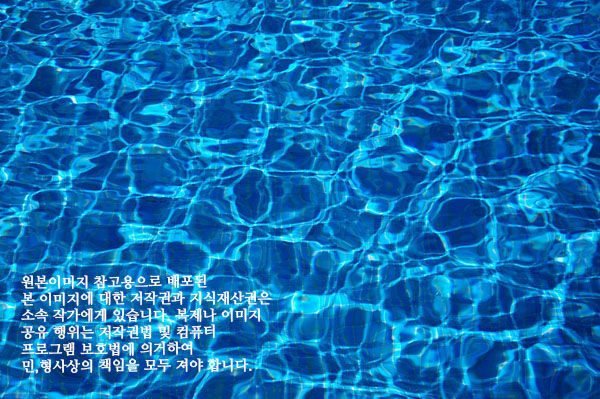 원본이마지 참고용으로 배포된
본 이미지에 대한 저작권과 지식재산권은
소속 작가에게 있습니다. 복제나 이미지
공유 행위는 저작권법 및 컴퓨터
프로그램 보호법에 의거하여
민,형사상의 책임을 모두 져야 합니다.